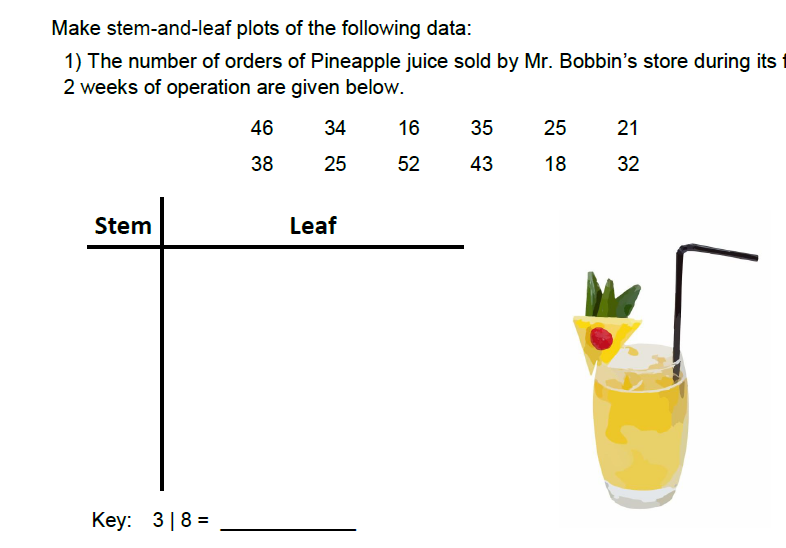 Make stem-and-leaf plots of the following data:
1) The number of orders of Pineapple juice sold by Mr. Bobbin’s store during its
2 weeks of operation are given below.
46 34 16 35 25 21
38 25 52 43 18 32
Stem Leaf
Key: 3 | 8 = ____________